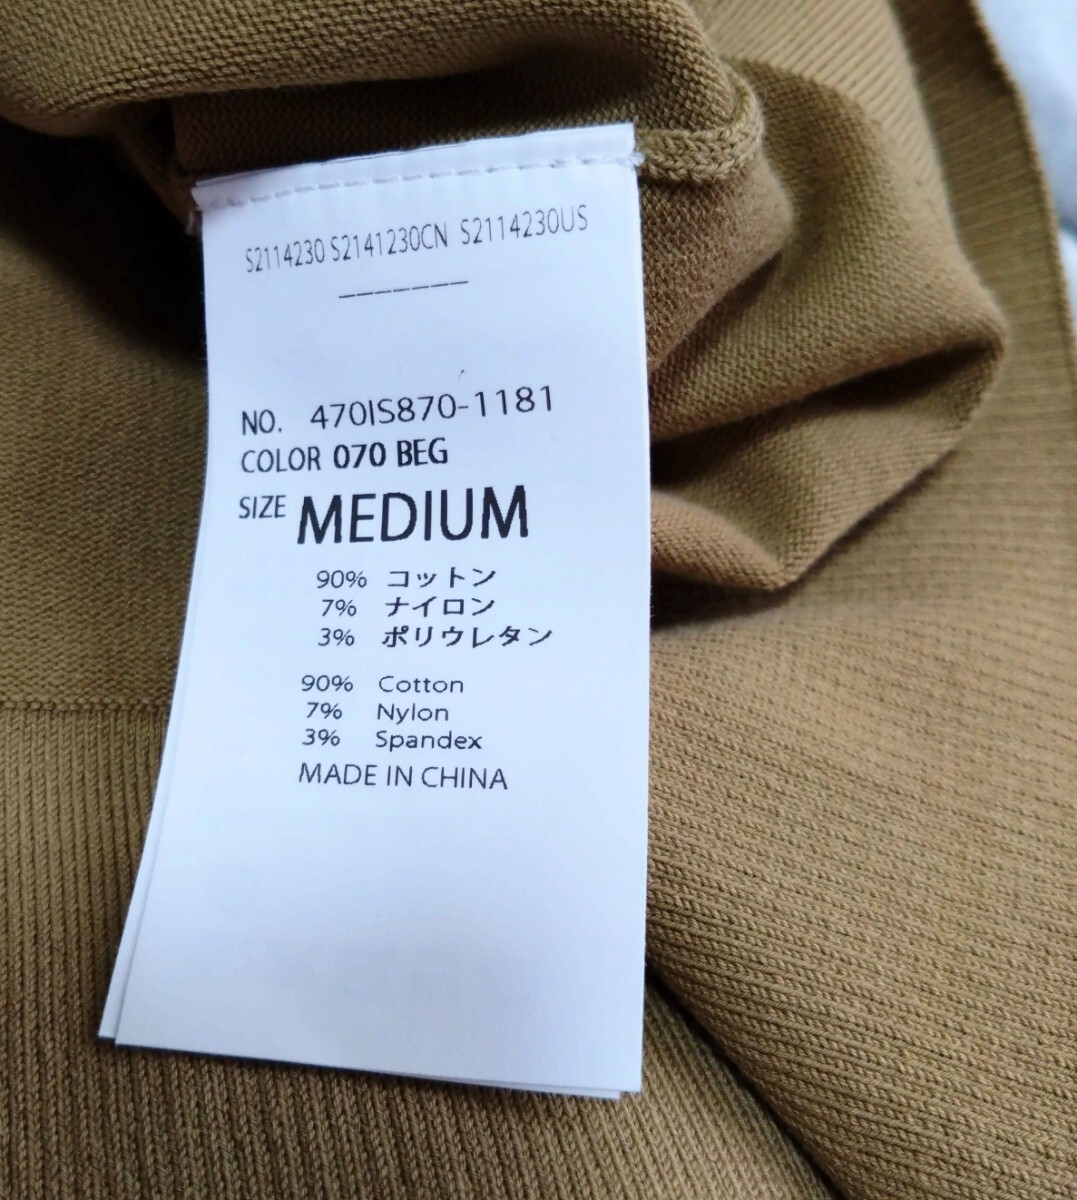 S2114230 S2141230CN S2114230US
_______
NO. 470IS870-1181
COLOR 070 BEG
SIZE MEDIUM
90% コットン
7% ナイロン
3% ポリウレタン
90% Cotton
7% Nylon
3% Spandex
MADE IN CHINA